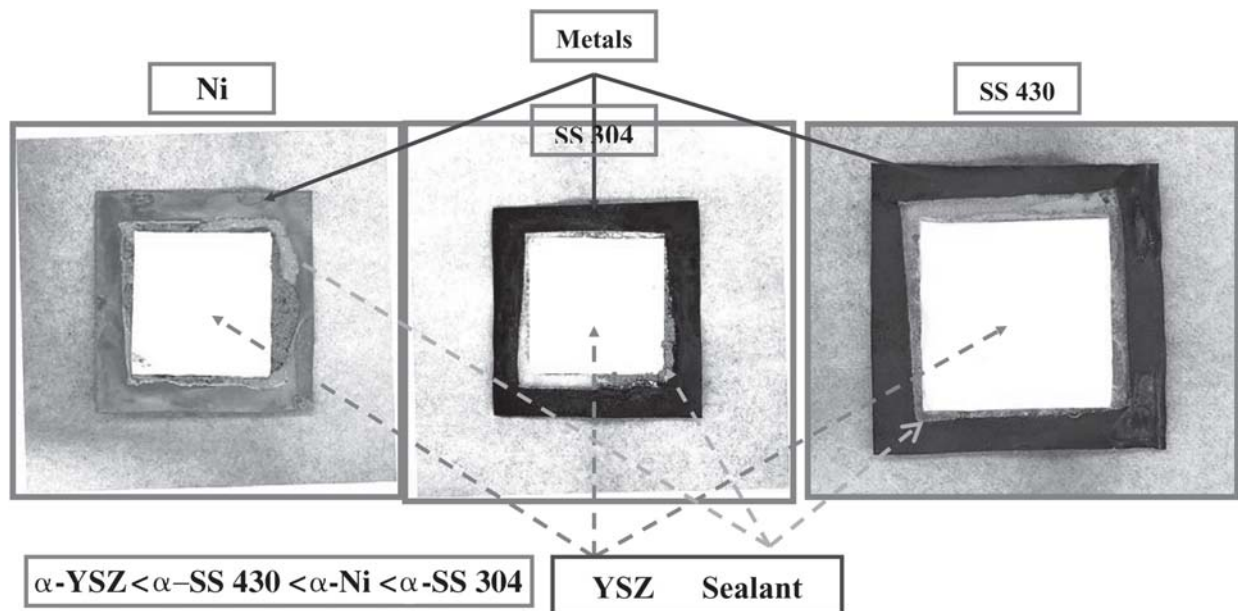 Metals
Ni
SS 304
SS 430
α-YSZ<α–SS 430 <α-Ni <α-SS 304
YSZ Sealant